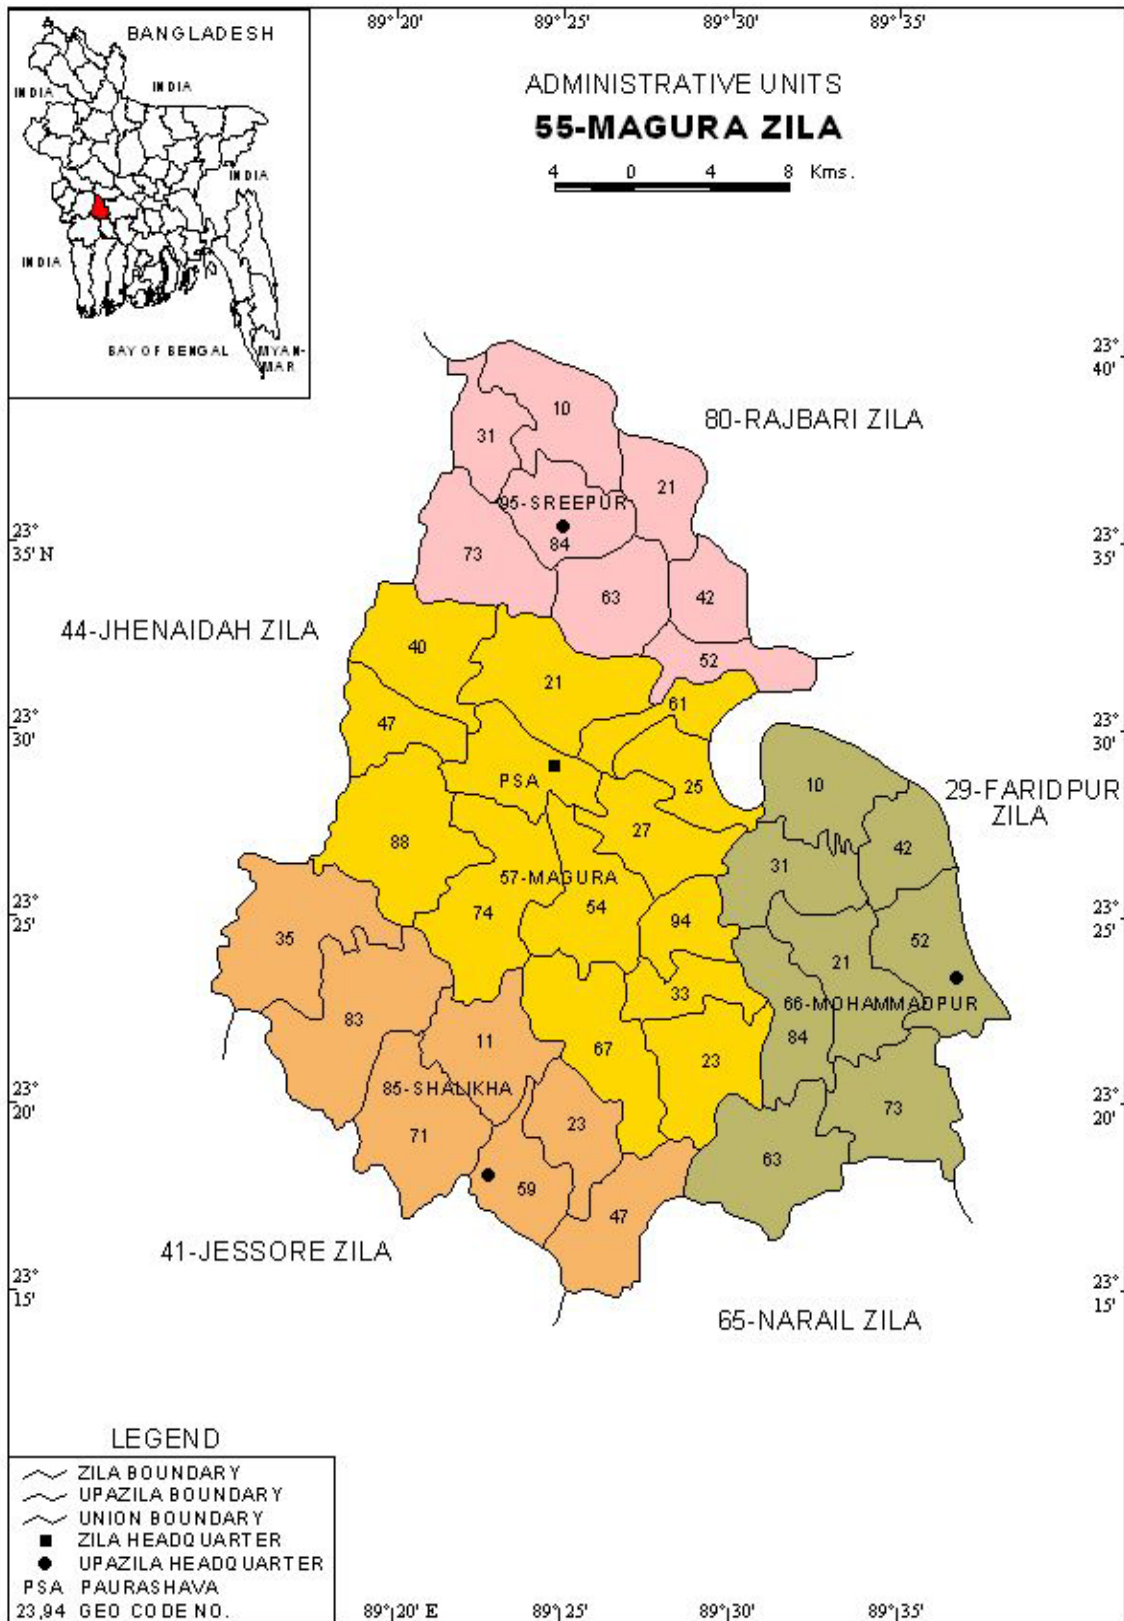 89° 20' 89° 25' 89° 30' 89° 35'
BANGLADESH
INDIA
INDIA
INDIA
INDIA
BAY OF BENGAL
MYAN-
MAR
ADMINISTRATIVE UNITS
55-MAGURA ZILA
4 0 4 8 Kms.
23°
40'
23°
40'
80-RAJBARI ZILA
10
31
21
95-SREEPUR
84
73
63
42
52
23°
35' N
23°
35'
44-JHENAIDAH ZILA
40
21
61
47
PSA
25
27
88
57-MAGURA
74
54
94
33
67
23
23°
30'
23°
30'
29-FARIDPUR
ZILA
10
42
31
52
21
66-MOHAMMADPUR
84
73
63
23°
25'
23°
25'
35
83
11
85-SHALIKHA
71
23
59
47
23°
20'
23°
20'
41-JESSORE ZILA
23°
15'
23°
15'
65-NARAIL ZILA
LEGEND
ZILA BOUNDARY
UPAZILA BOUNDARY
UNION BOUNDARY
ZILA HEADQUARTER
UPAZILA HEADQUARTER
PSA PAURASHAVA
23,94 GEO CODE NO.
89° 20' E 89° 25' 89° 30' 89° 35'